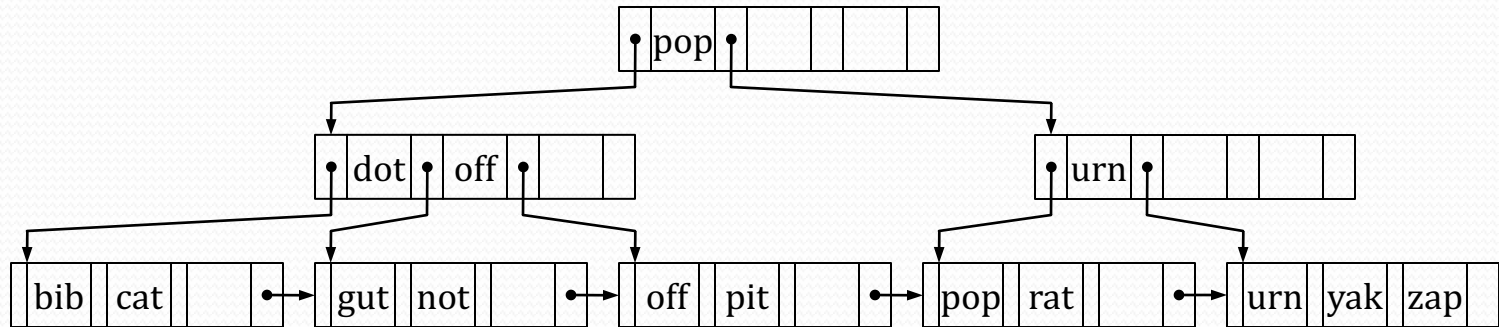 pop
dot off urn
bib cat gut not off pit pop rat urn yak zap